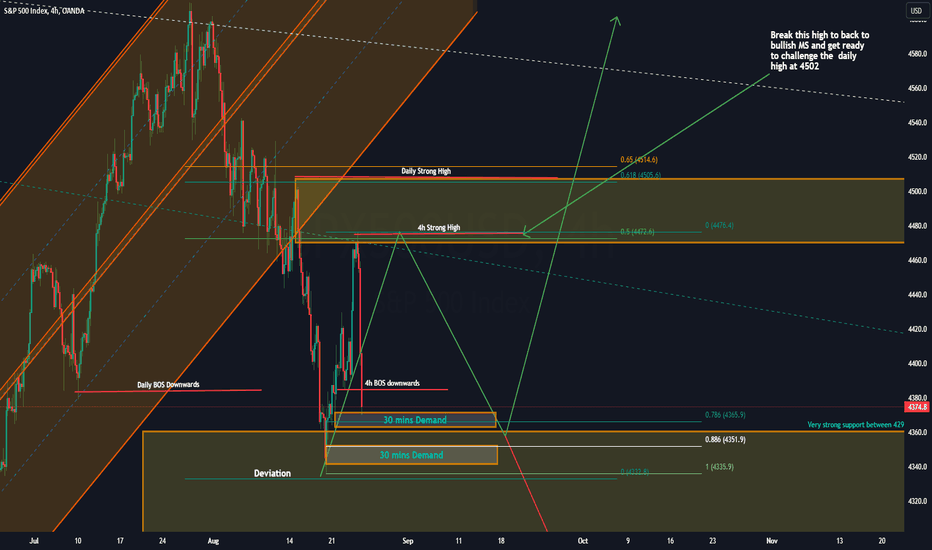 S&P 500 Index, 4h, OANDA
USD
Break this high to back to
bullish MS and get ready
to challenge the daily
high at 4502
4580.0
4560.0
4540.0
4520.0
4500.0
4480.0
4460.0
4440.0
4420.0
4400.0
4380.0
4374.8
4360.0
4340.0
4320.0
0.65 (4514.6)
Daily Strong High
0.618 (4505.6)
4h Strong High
0 (4476.4)
0.5 (4472.6)
Daily BOS Downwards
4h BOS downwards
30 mins Demand
0.786 (4365.9)
Very strong support between 429
0.886 (4351.9)
30 mins Demand
Deviation
1 (4335.9)
Jul
10
17
24
Aug
14
21
Sep
11
18
Oct
9
16
23
Nov
13
20